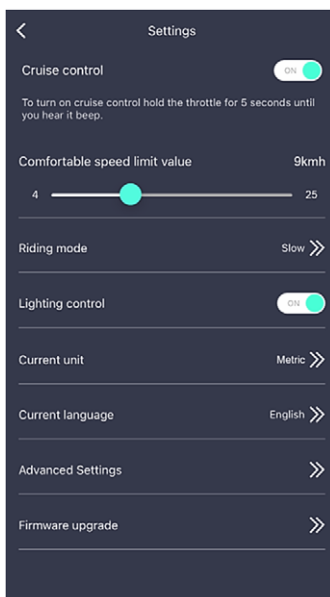 Settings
Cruise control ON
To turn on cruise control hold the throttle for 5 seconds until
you hear it beep.
Comfortable speed limit value 9kmh
4 25
Riding mode Slow
Lighting control ON
Current unit Metric
Current language English
Advanced Settings
Firmware upgrade